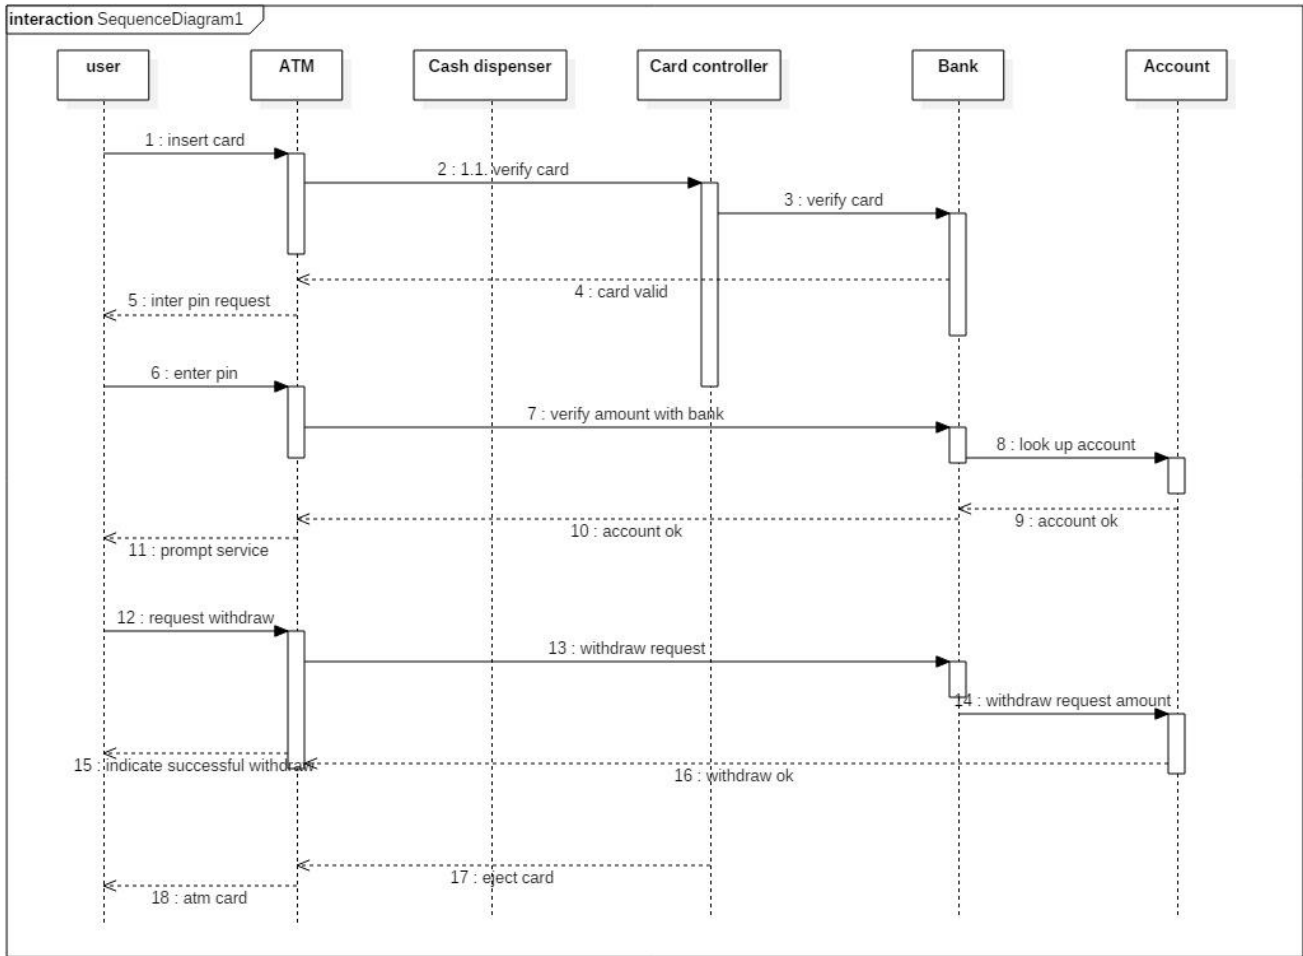 interaction SequenceDiagram1
user
ATM
Cash dispenser
Card controller
Bank
Account
1 : insert card
2 : 1.1. verify card
3 : verify card
4 : card valid
5 : inter pin request
6 : enter pin
7 : verify amount with bank
8 : look up account
9 : account ok
10 : account ok
11 : prompt service
12 : request withdraw
13 : withdraw request
14 : withdraw request amount
15 : indicate successful withdraw
16 : withdraw ok
17 : eject card
18 : atm card